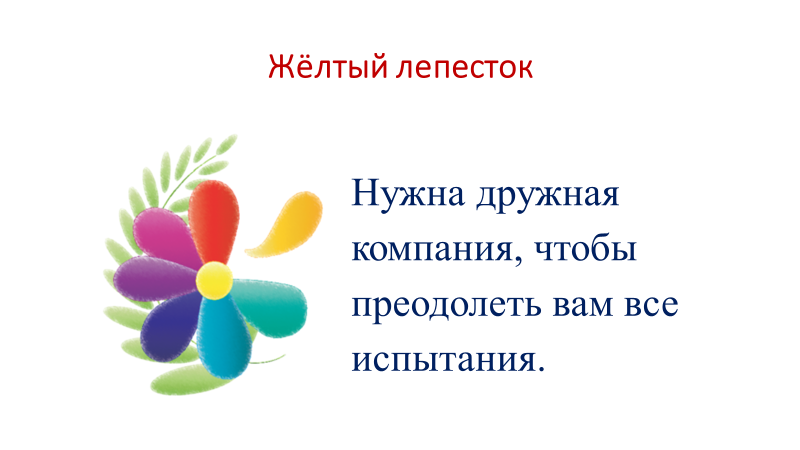 Жёлтый лепесток
Нужна дружная
компания, чтобы
преодолеть вам все
испытания.